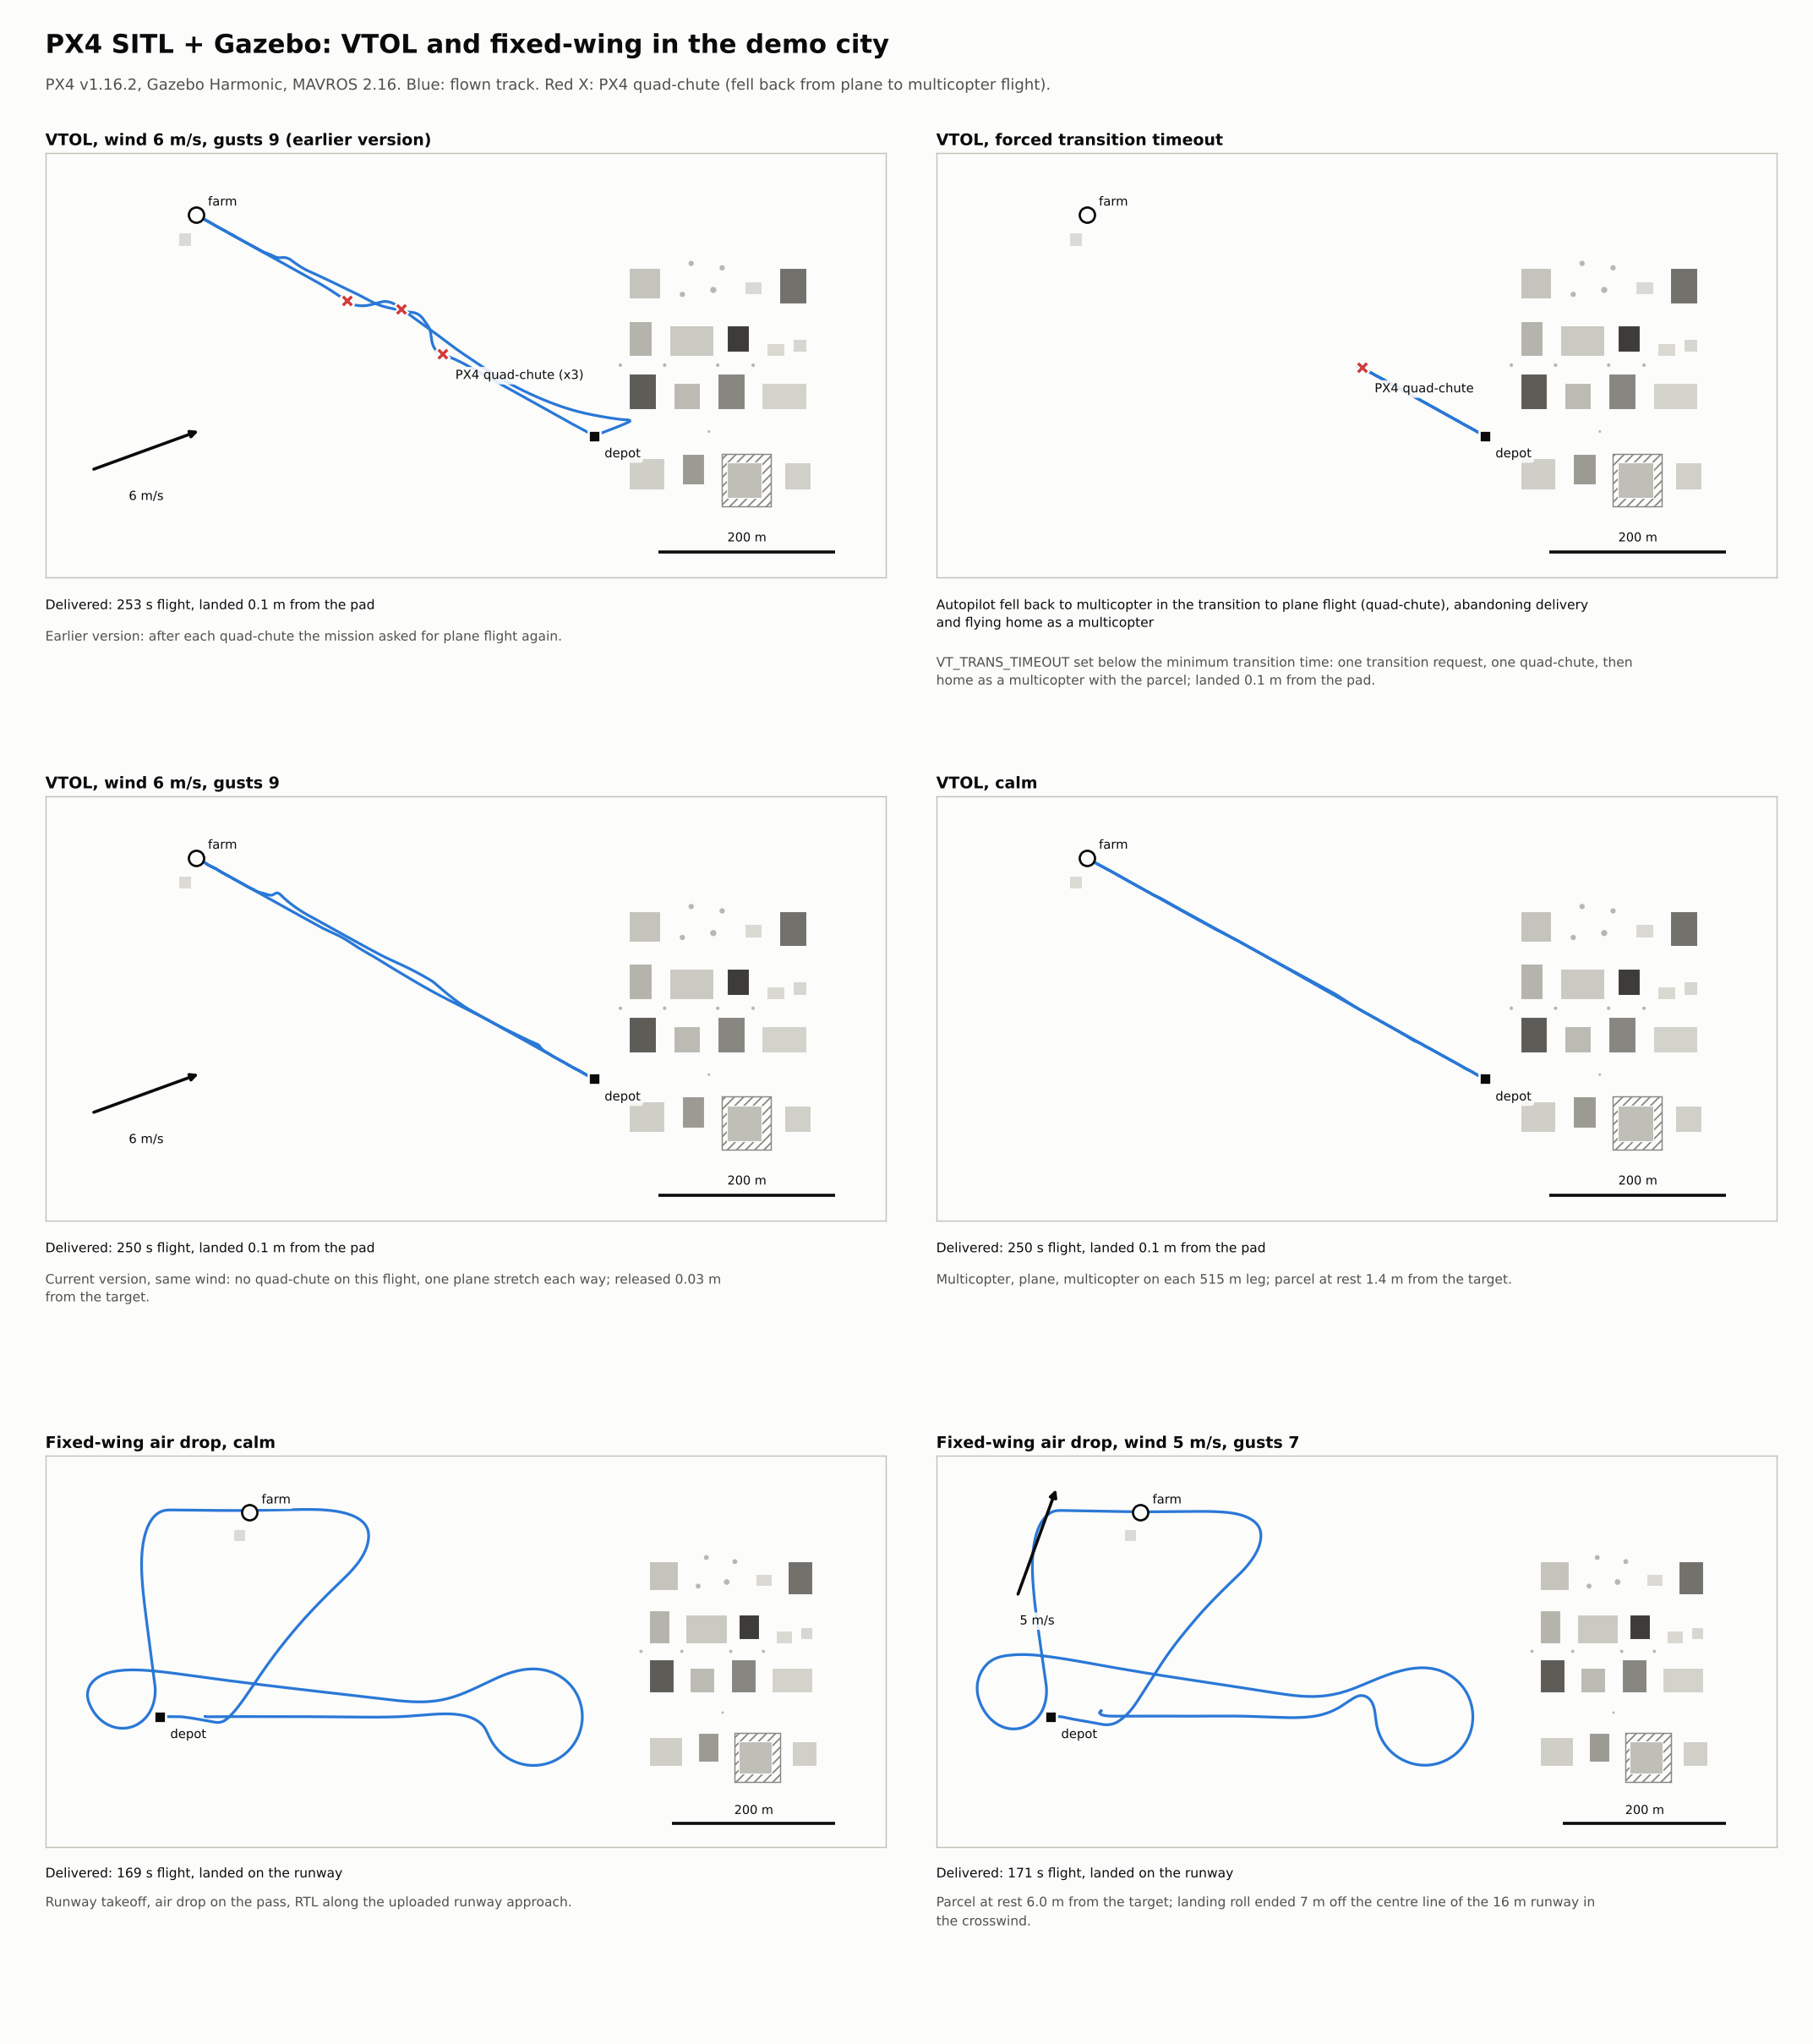 PX4 SITL + Gazebo: VTOL and fixed-wing in the demo city
PX4 v1.16.2, Gazebo Harmonic, MAVROS 2.16. Blue: flown track. Red X: PX4 quad-chute (fell back from plane to multicopter flight).
VTOL, wind 6 m/s, gusts 9 (earlier version)
farm
PX4 quad-chute (x3)
depot
6 m/s
200 m
Delivered: 253 s flight, landed 0.1 m from the pad
Earlier version: after each quad-chute the mission asked for plane flight again.
VTOL, forced transition timeout
farm
PX4 quad-chute
depot
200 m
Autopilot fell back to multicopter in the transition to plane flight (quad-chute), abandoning delivery
and flying home as a multicopter
VT_TRANS_TIMEOUT set below the minimum transition time: one transition request, one quad-chute, then
home as a multicopter with the parcel; landed 0.1 m from the pad.
VTOL, wind 6 m/s, gusts 9
farm
depot
6 m/s
200 m
Delivered: 250 s flight, landed 0.1 m from the pad
Current version, same wind: no quad-chute on this flight, one plane stretch each way; released 0.03 m
from the target.
VTOL, calm
farm
depot
200 m
Delivered: 250 s flight, landed 0.1 m from the pad
Multicopter, plane, multicopter on each 515 m leg; parcel at rest 1.4 m from the target.
Fixed-wing air drop, calm
farm
depot
200 m
Delivered: 169 s flight, landed on the runway
Runway takeoff, air drop on the pass, RTL along the uploaded runway approach.
Fixed-wing air drop, wind 5 m/s, gusts 7
farm
5 m/s
depot
200 m
Delivered: 171 s flight, landed on the runway
Parcel at rest 6.0 m from the target; landing roll ended 7 m off the centre line of the 16 m runway in
the crosswind.